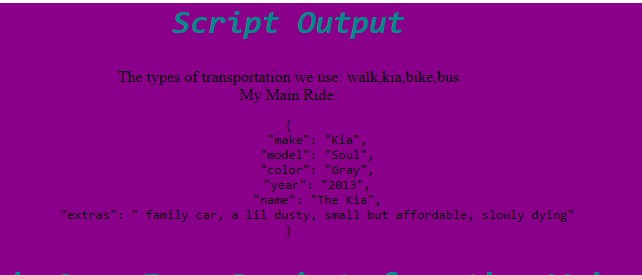 Script Output
The types of transportation we use: walk,kia,bike,bus
My Main Ride:
{
"make": "Kia",
"model": "Soul",
"color": "Gray",
"year": "2013",
"name": "The Kia",
"extras": " family car, a lil dusty, small but affordable, slowly dying"
}